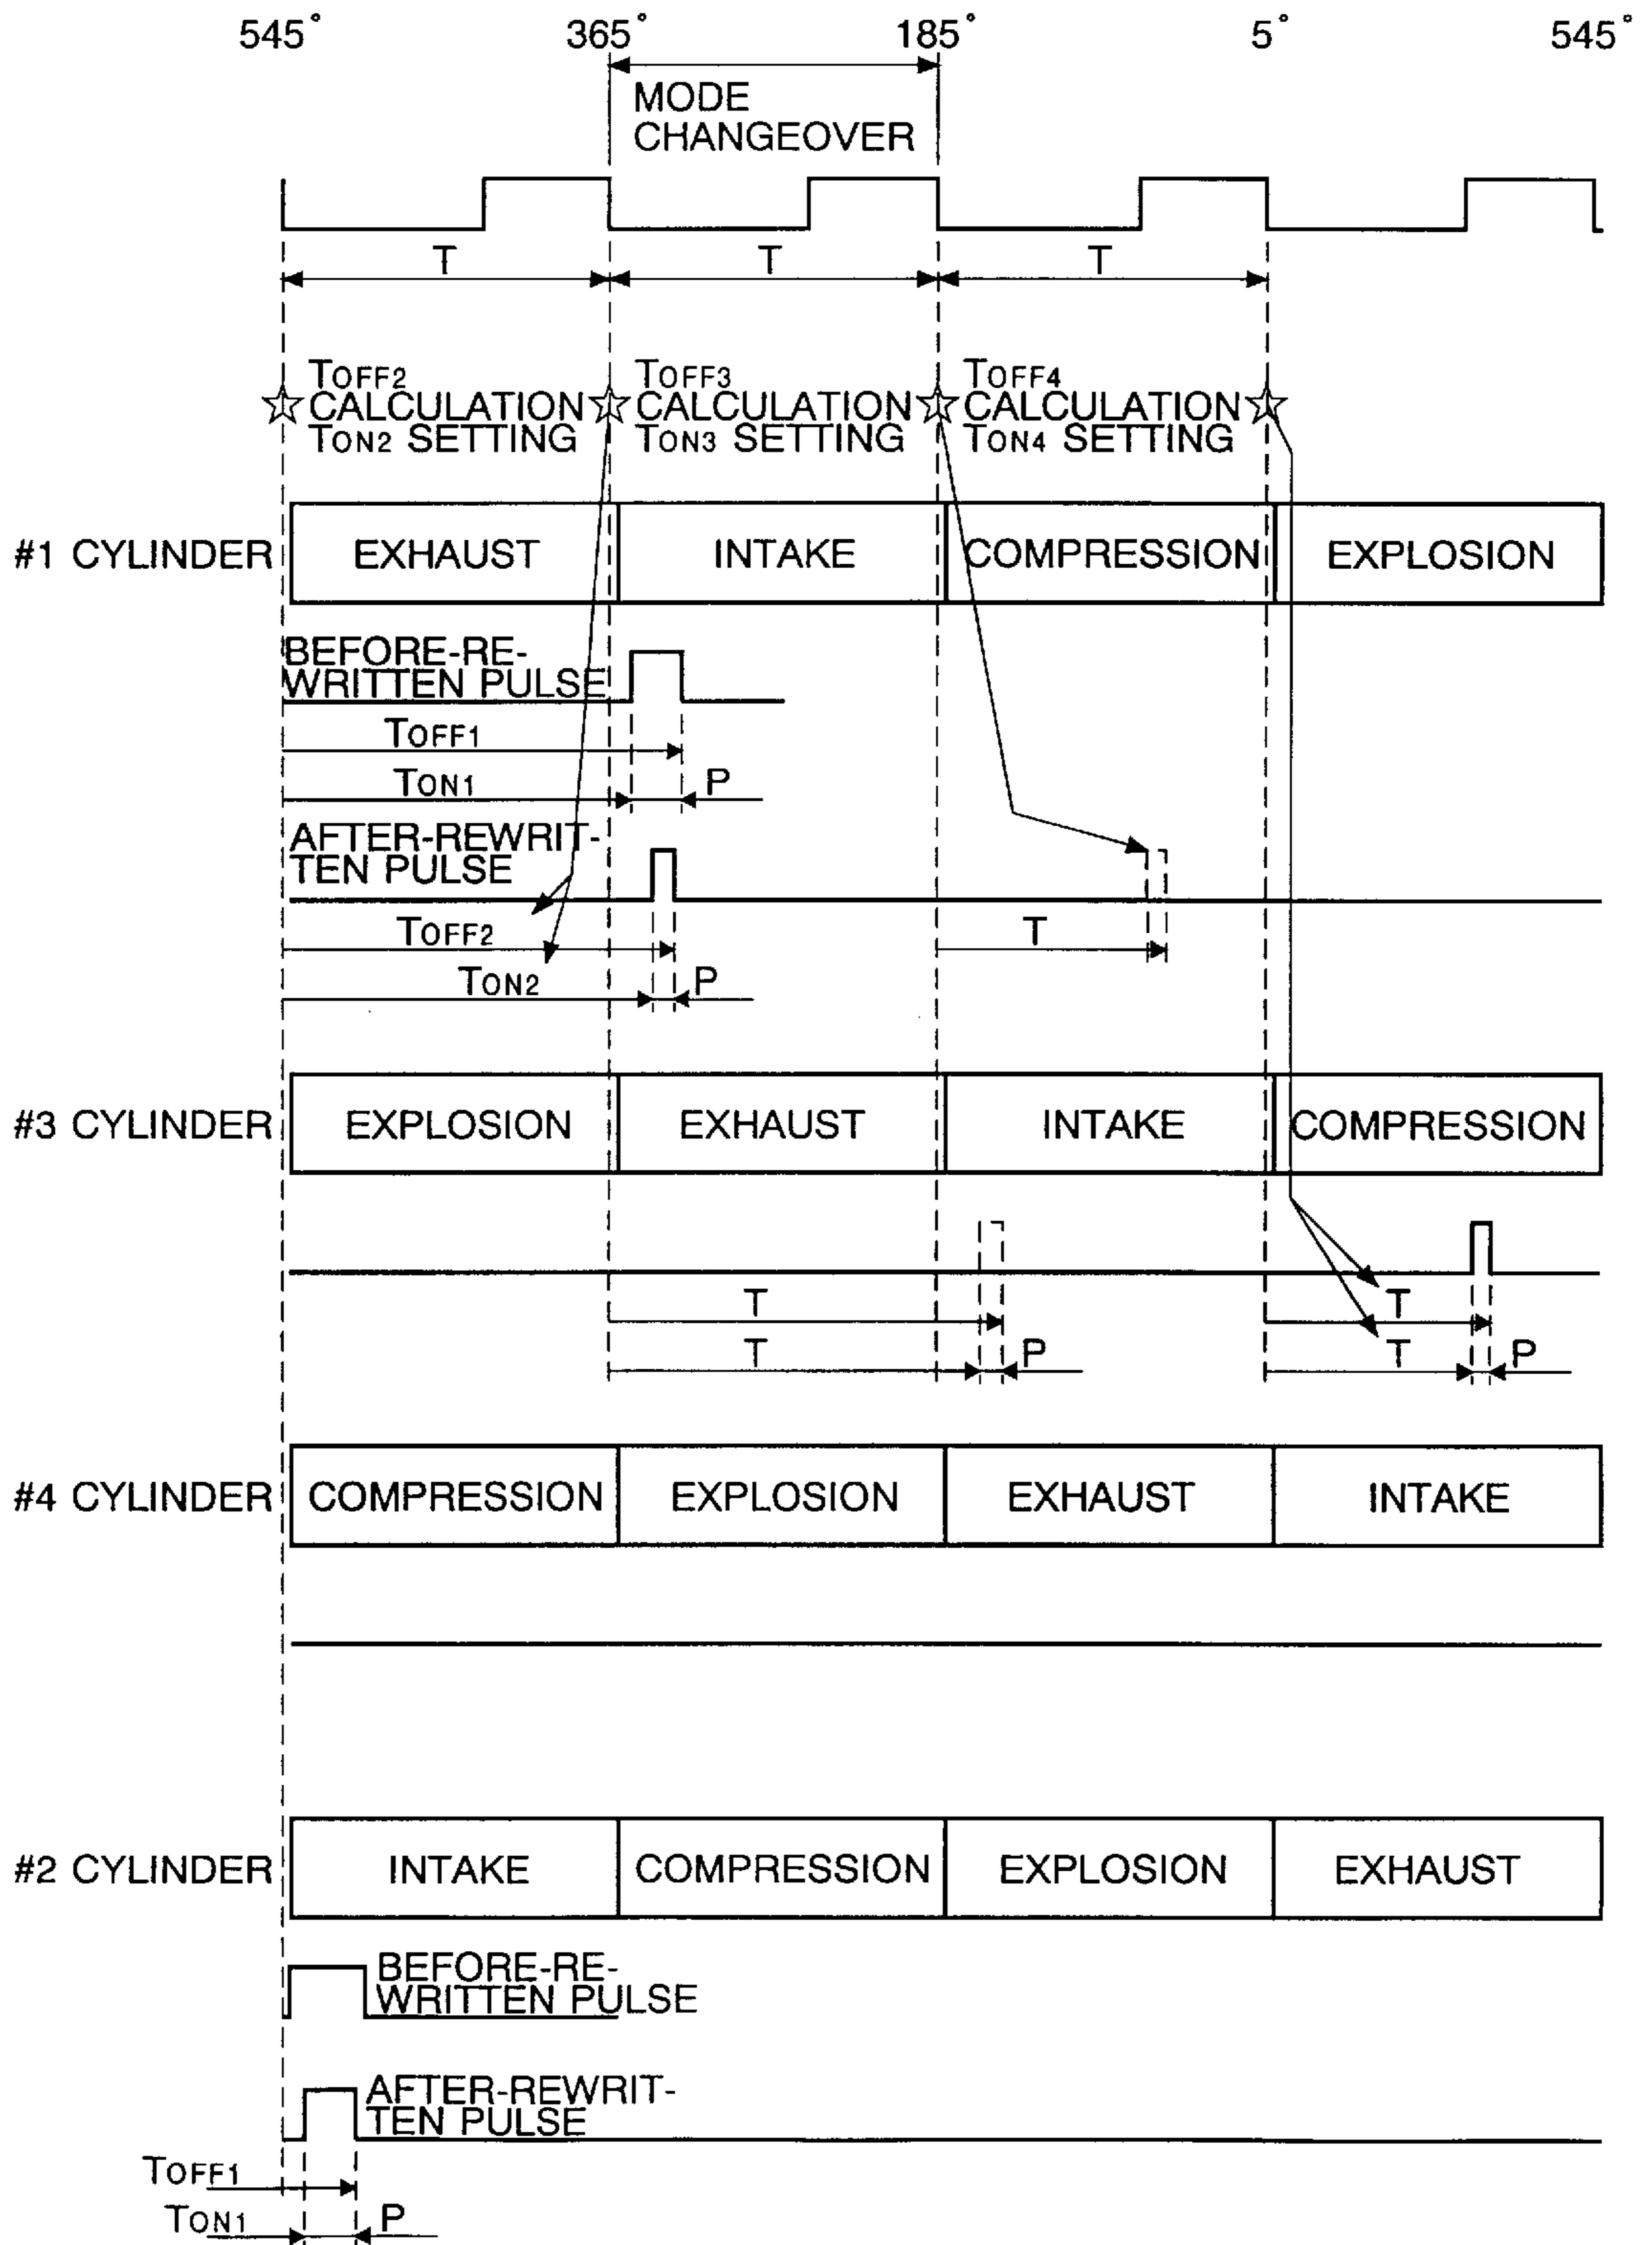 545° 365° 185° 5° 545°
MODE
CHANGEOVER
T T T
TOFF2 TOFF3 TOFF4
☆ CALCULATION ☆ CALCULATION ☆ CALCULATION ☆
TON2 SETTING TON3 SETTING TON4 SETTING
#1 CYLINDER EXHAUST INTAKE COMPRESSION EXPLOSION
BEFORE-RE-
WRITTEN PULSE
TOFF1
TON1 P
AFTER-REWRIT-
TEN PULSE
TOFF2 T
TON2 P
#3 CYLINDER EXPLOSION EXHAUST INTAKE COMPRESSION
T T
T P T P
#4 CYLINDER COMPRESSION EXPLOSION EXHAUST INTAKE
#2 CYLINDER INTAKE COMPRESSION EXPLOSION EXHAUST
BEFORE-RE-
WRITTEN PULSE
AFTER-REWRIT-
TEN PULSE
TOFF1
TON1 P